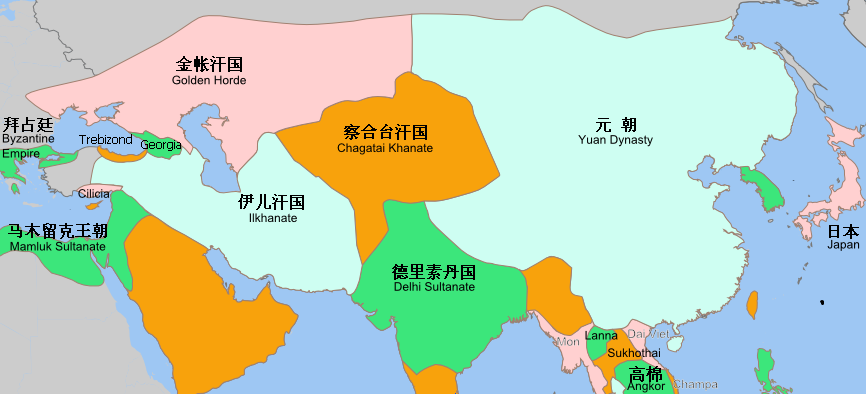 金帐汗国
Golden Horde
拜占廷
Byzantine
Empire
Trebizond
Georgia
察合台汗国
Chagatai Khanate
元 朝
Yuan Dynasty
Cilicia
伊儿汗国
Ilkhanate
马木留克王朝
Mamluk Sultanate
日本
Japan
德里素丹国
Delhi Sultanate
Mon
Lanna
Dai Viet
Sukhothai
高棉
Angkor
Champa